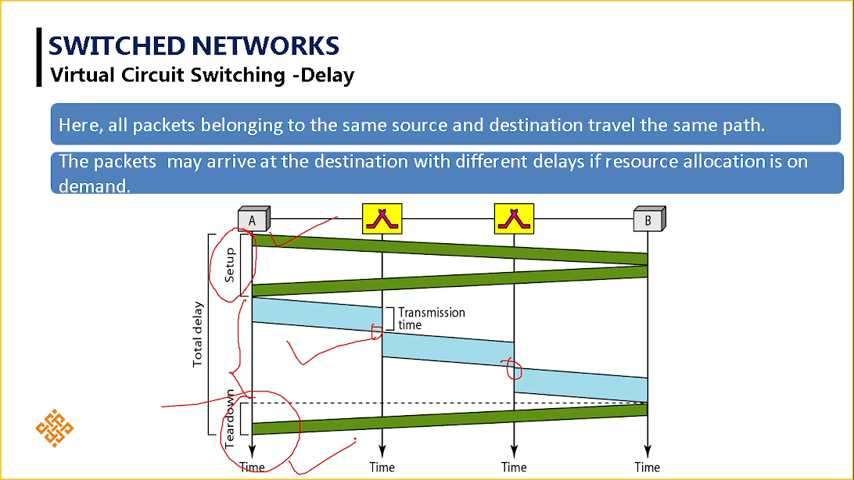 SWITCHED NETWORKS
Virtual Circuit Switching -Delay
Here, all packets belonging to the same source and destination travel the same path.
The packets may arrive at the destination with different delays if resource allocation is on
demand.
A
B
Setup
Transmission
time
Total delay
Teardown
Time
Time
Time
Time